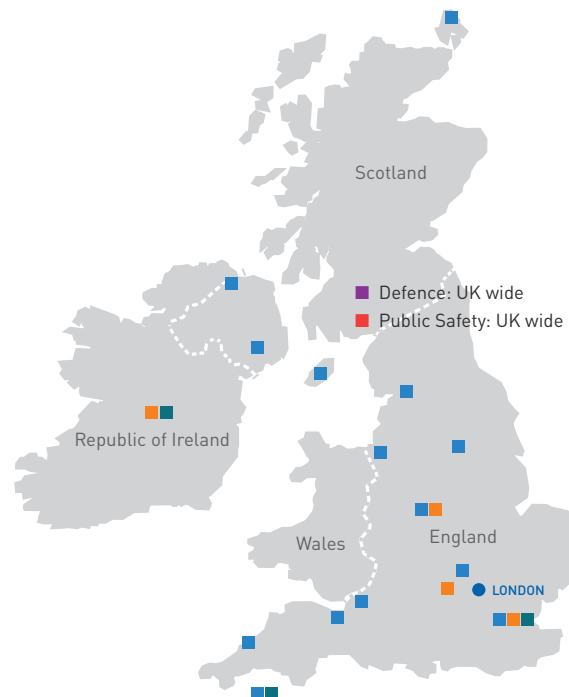 Scotland
Defence: UK wide
Public Safety: UK wide
Republic of Ireland
Wales
England
LONDON